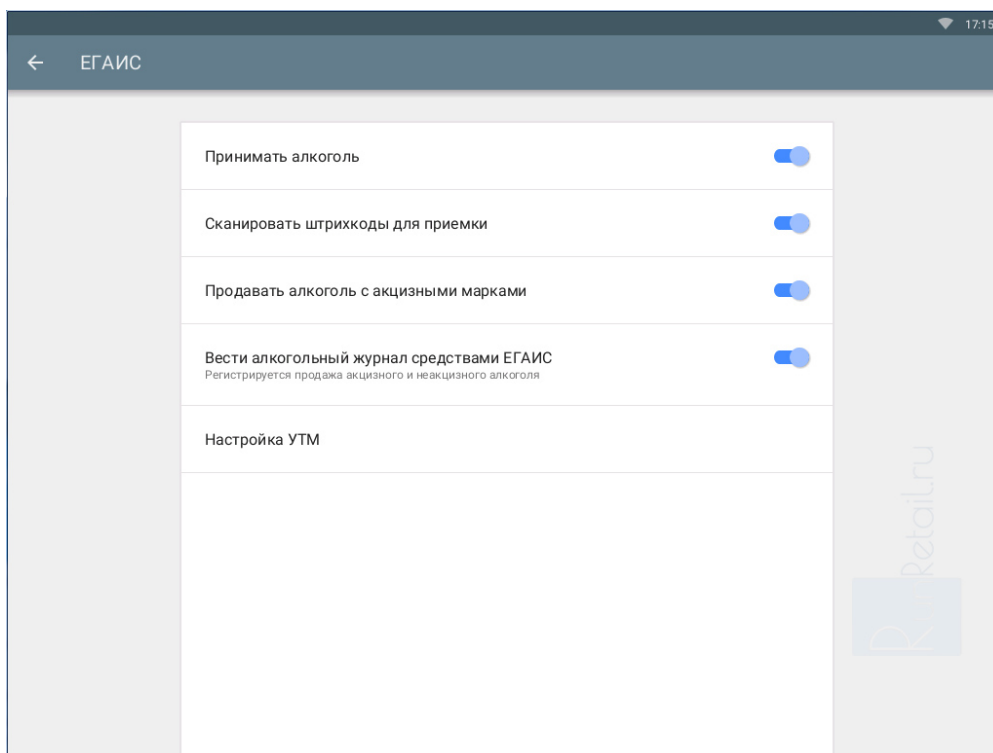 17:15
ЕГАИС
Принимать алкоголь
Сканировать штрихкоды для приемки
Продавать алкоголь с акцизными марками
Вести алкогольный журнал средствами ЕГАИС
Регистрируется продажа акцизного и неакцизного алкоголя
Настройка УТМ
Retail.ru